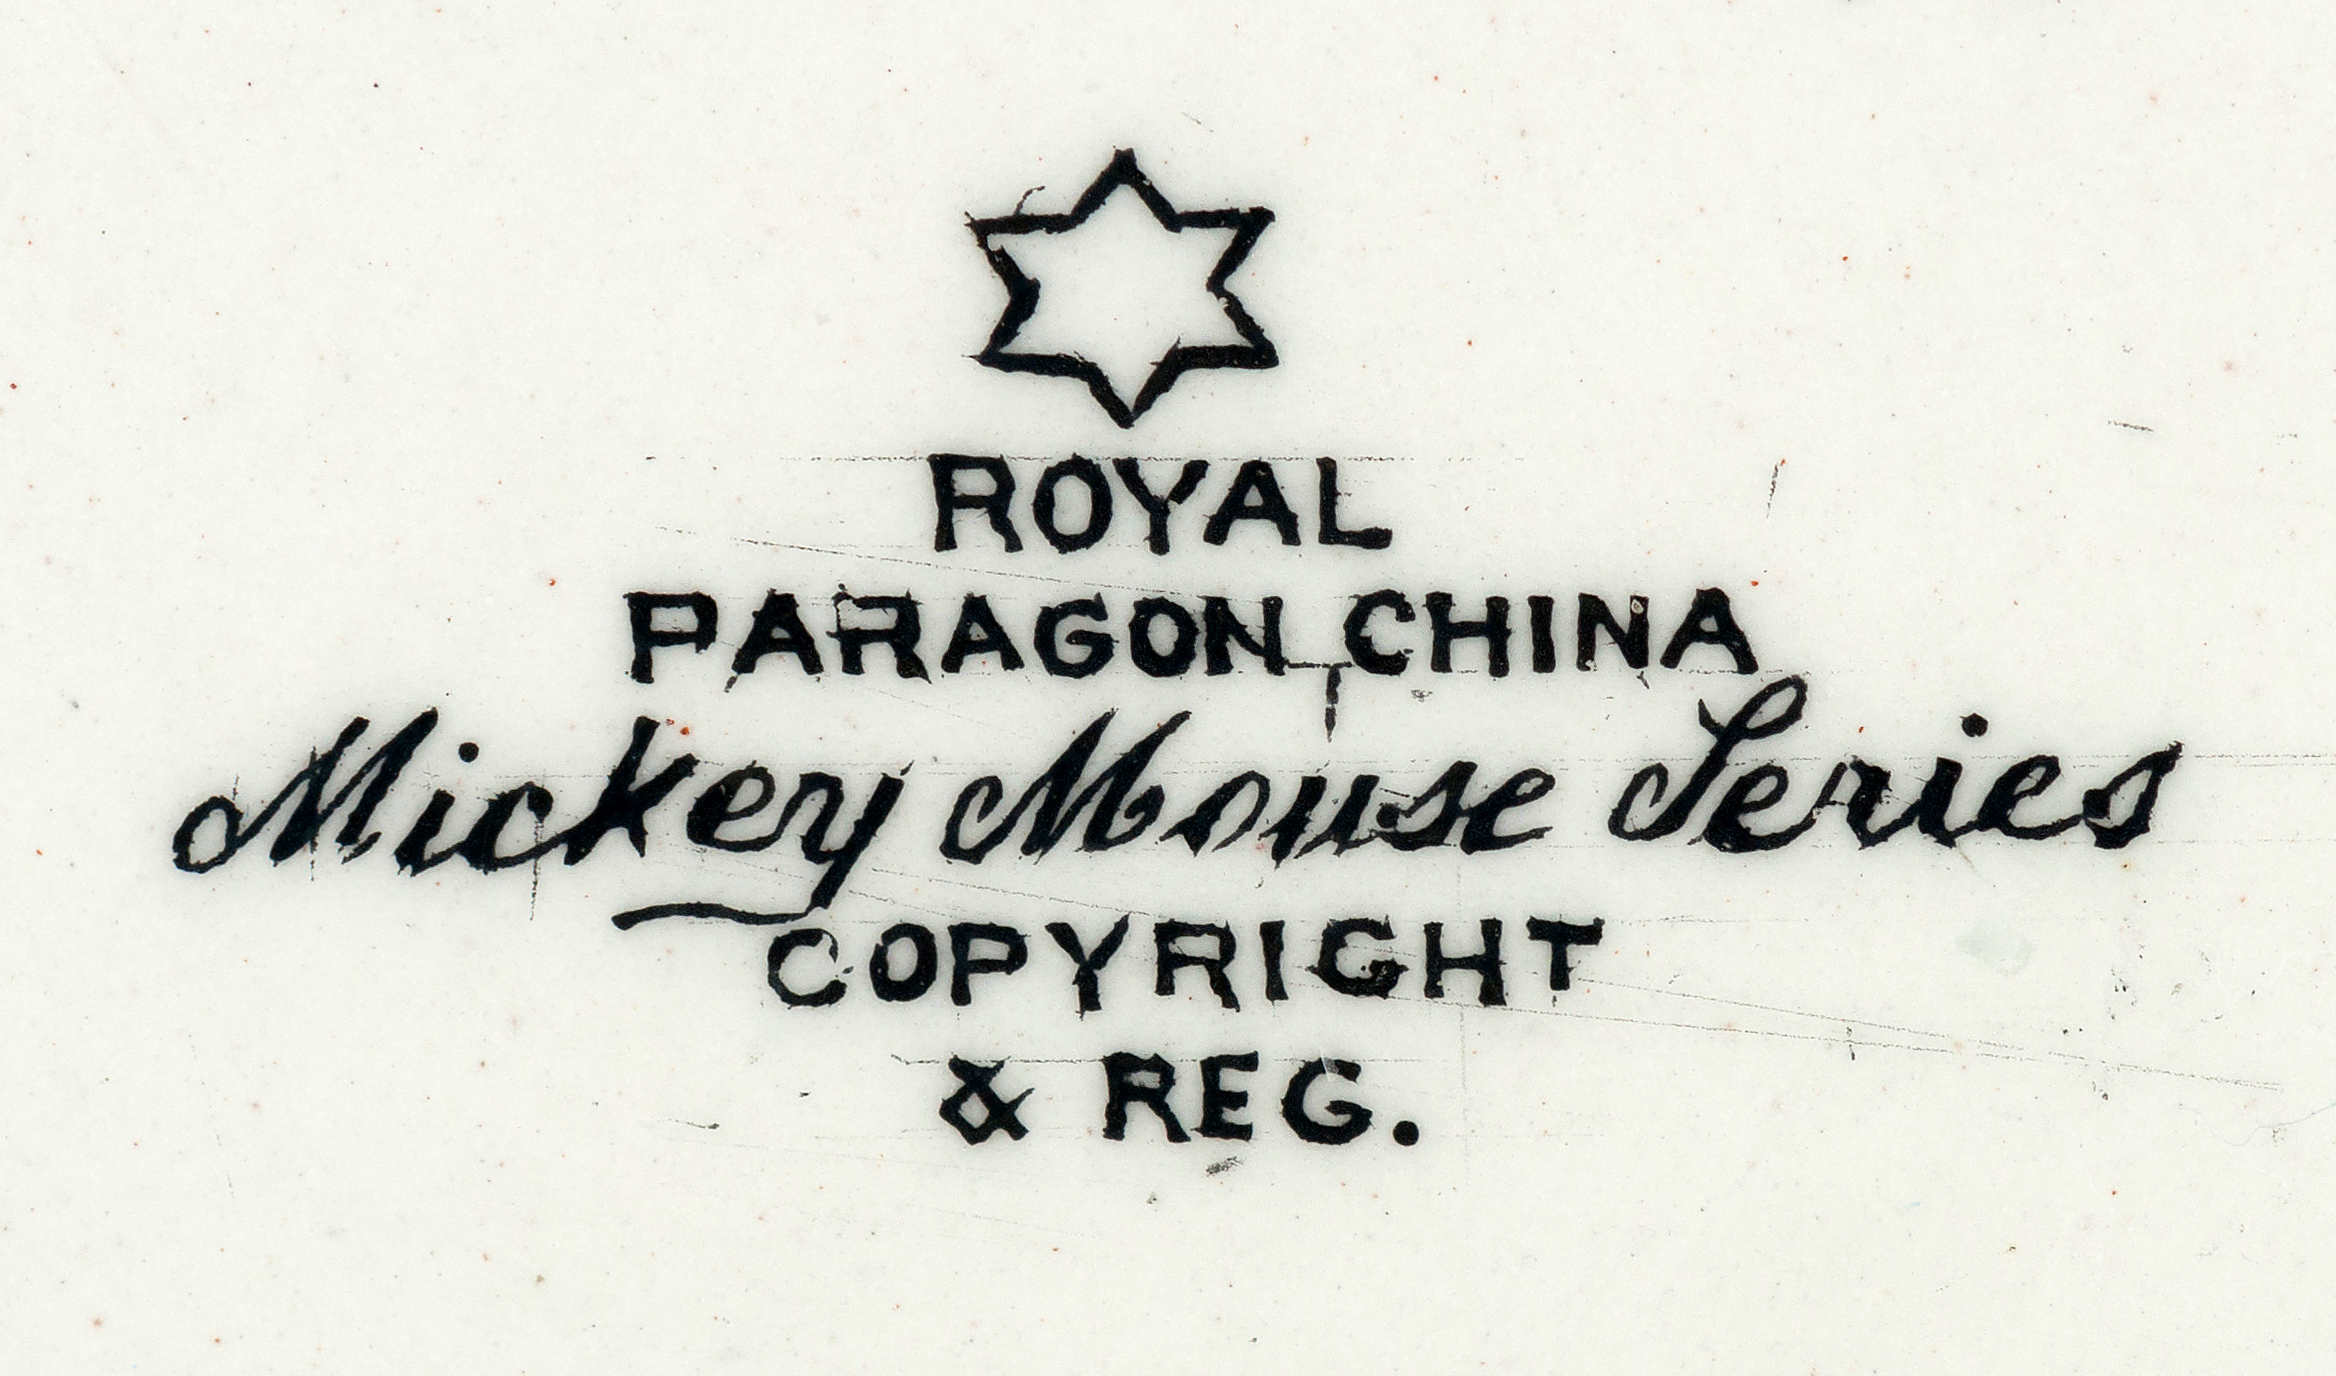 ROYAL
PARAGON CHINA
Mickey Mouse Series
COPYRIGHT
& REG.